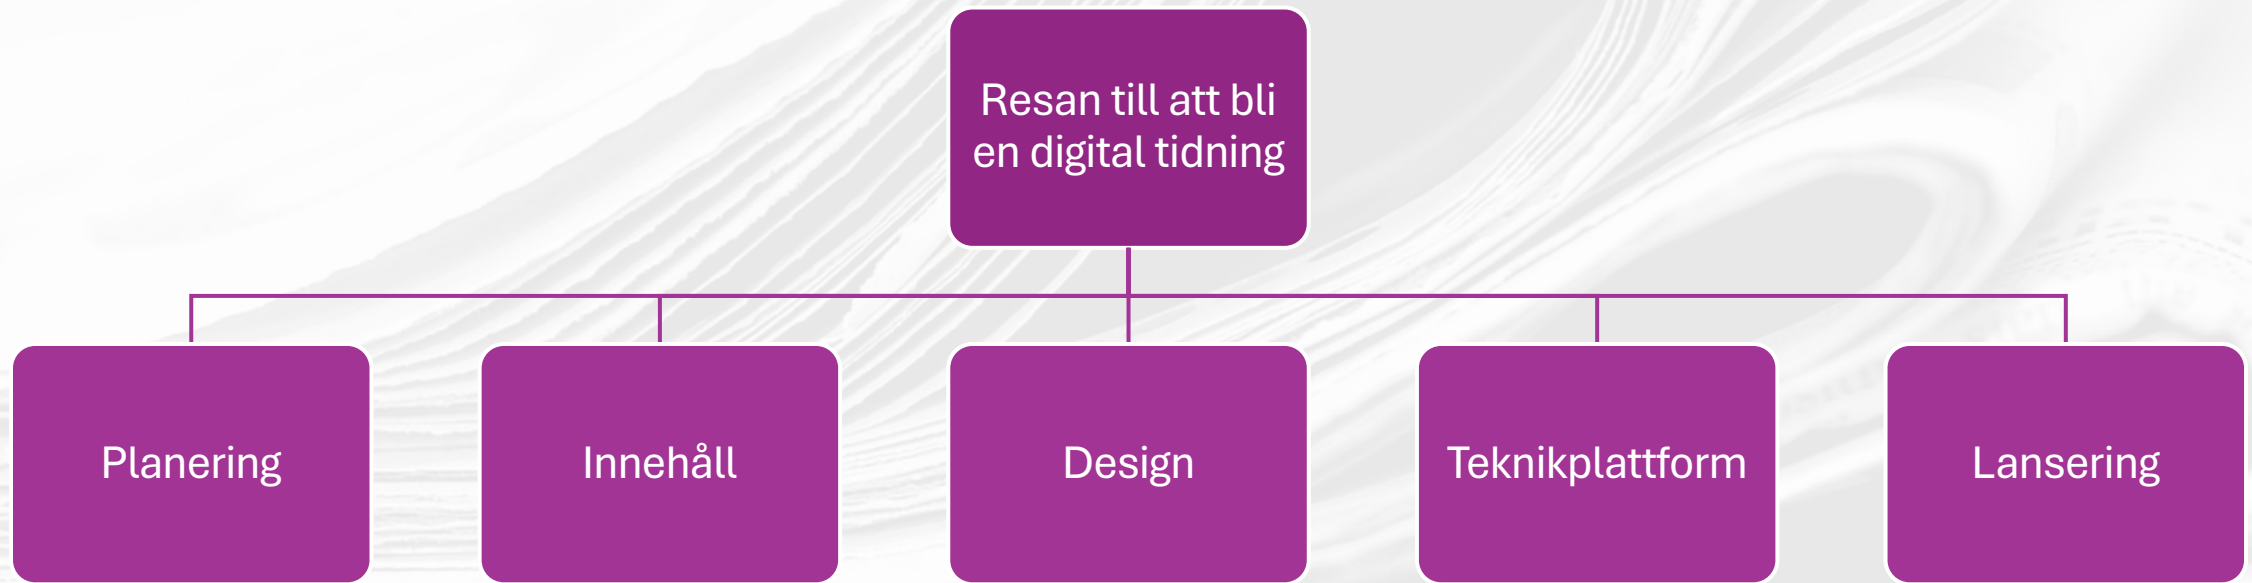 Resan till att bli
en digital tidning
Planering
Innehåll
Design
Teknikplattform
Lansering